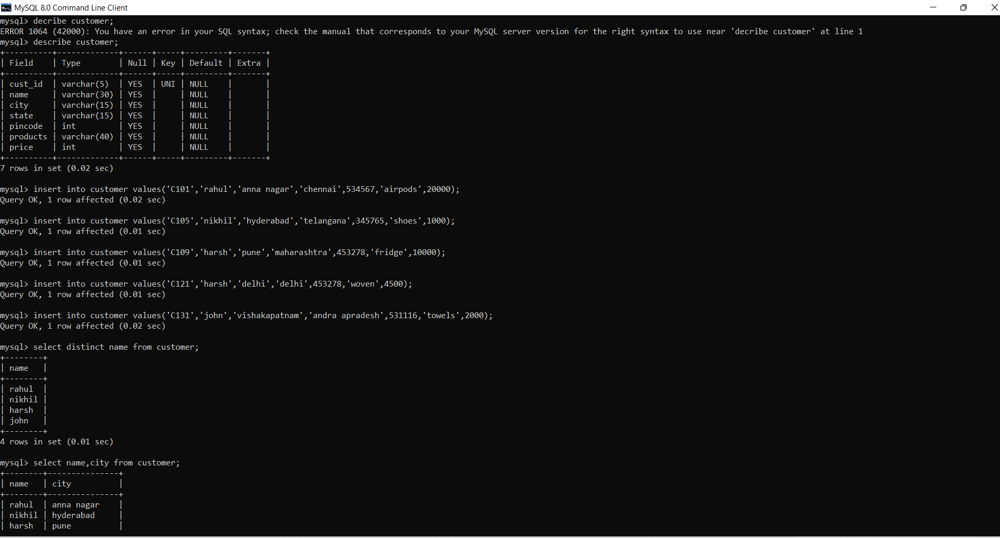 MySQL 8.0 Command Line Client
mysql> decribe customer;
ERROR 1064 (42000): You have an error in your SQL syntax; check the manual that corresponds to your MySQL server version for the right syntax to use near 'decribe customer' at line 1
mysql> describe customer;
+----------+-------------+------+-----+---------+-------+
| Field    | Type        | Null | Key | Default | Extra |
+----------+-------------+------+-----+---------+-------+
| cust_id  | varchar(5)  | YES  | UNI | NULL    |       |
| name     | varchar(30) | YES  |     | NULL    |       |
| city     | varchar(15) | YES  |     | NULL    |       |
| state    | varchar(15) | YES  |     | NULL    |       |
| pincode  | int         | YES  |     | NULL    |       |
| products | varchar(40) | YES  |     | NULL    |       |
| price    | int         | YES  |     | NULL    |       |
+----------+-------------+------+-----+---------+-------+
7 rows in set (0.02 sec)
mysql> insert into customer values('C101','rahul','anna nagar','chennai',534567,'airpods',20000);
Query OK, 1 row affected (0.02 sec)
mysql> insert into customer values('C105','nikhil','hyderabad','telangana',345765,'shoes',1000);
Query OK, 1 row affected (0.01 sec)
mysql> insert into customer values('C109','harsh','pune','maharashtra',453278,'fridge',10000);
Query OK, 1 row affected (0.01 sec)
mysql> insert into customer values('C121','harsh','delhi','delhi',453278,'woven',4500);
Query OK, 1 row affected (0.01 sec)
mysql> insert into customer values('C131','john','vishakapatnam','andra apradesh',531116,'towels',2000);
Query OK, 1 row affected (0.02 sec)
mysql> select distinct name from customer;
+--------+
| name   |
+--------+
| rahul  |
| nikhil |
| harsh  |
| john   |
+--------+
4 rows in set (0.01 sec)
mysql> select name,city from customer;
+--------+---------------+
| name   | city          |
+--------+---------------+
| rahul  | anna nagar    |
| nikhil | hyderabad     |
| harsh  | pune          |